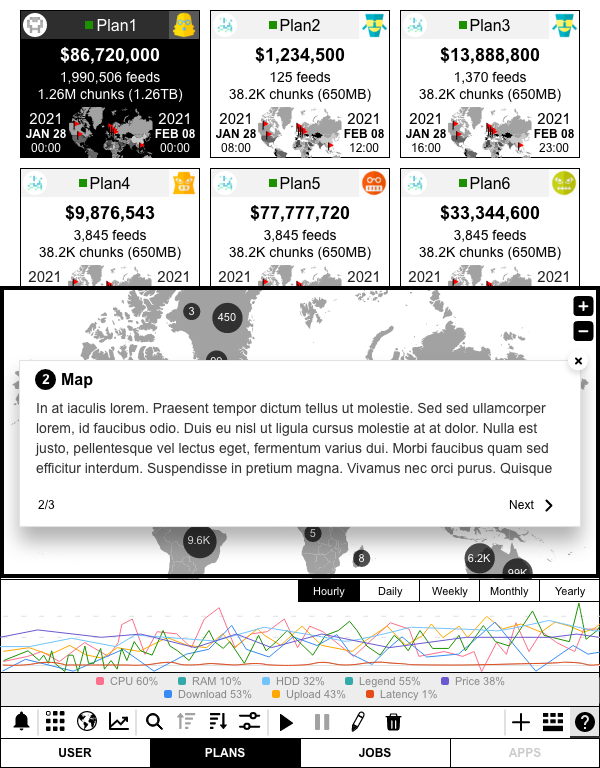 Plan1
$86,720,000
1,990,506 feeds
1.26M chunks (1.26TB)
2021 2021
JAN 28 FEB 08
00:00 00:00
Plan2
$1,234,500
125 feeds
38.2K chunks (650MB)
2021 2021
JAN 28 FEB 08
08:00 12:00
Plan3
$13,888,800
1,370 feeds
38.2K chunks (650MB)
2021 2021
JAN 28 FEB 08
16:00 23:00
Plan4
$9,876,543
3,845 feeds
38.2K chunks (650MB)
2021 2021
Plan5
$77,777,720
3,845 feeds
38.2K chunks (650MB)
2021 2021
Plan6
$33,344,600
3,845 feeds
38.2K chunks (650MB)
2021 2021
3 450
+
−
×
2 Map
In at iaculis lorem. Praesent tempor dictum tellus ut molestie. Sed sed ullamcorper
lorem, id faucibus odio. Duis eu nisl ut ligula cursus molestie at at dolor. Nulla est
justo, pellentesque vel lectus eget, fermentum varius dui. Morbi faucibus quam sed
efficitur interdum. Suspendisse in pretium magna. Vivamus nec orci purus. Quisque
2/3 Next
9.6K 5 8 6.2K 99K
Hourly Daily Weekly Monthly Yearly
CPU 60% RAM 10% HDD 32% Legend 55% Price 38%
Download 53% Upload 43% Latency 1%
?
USER PLANS JOBS APPS